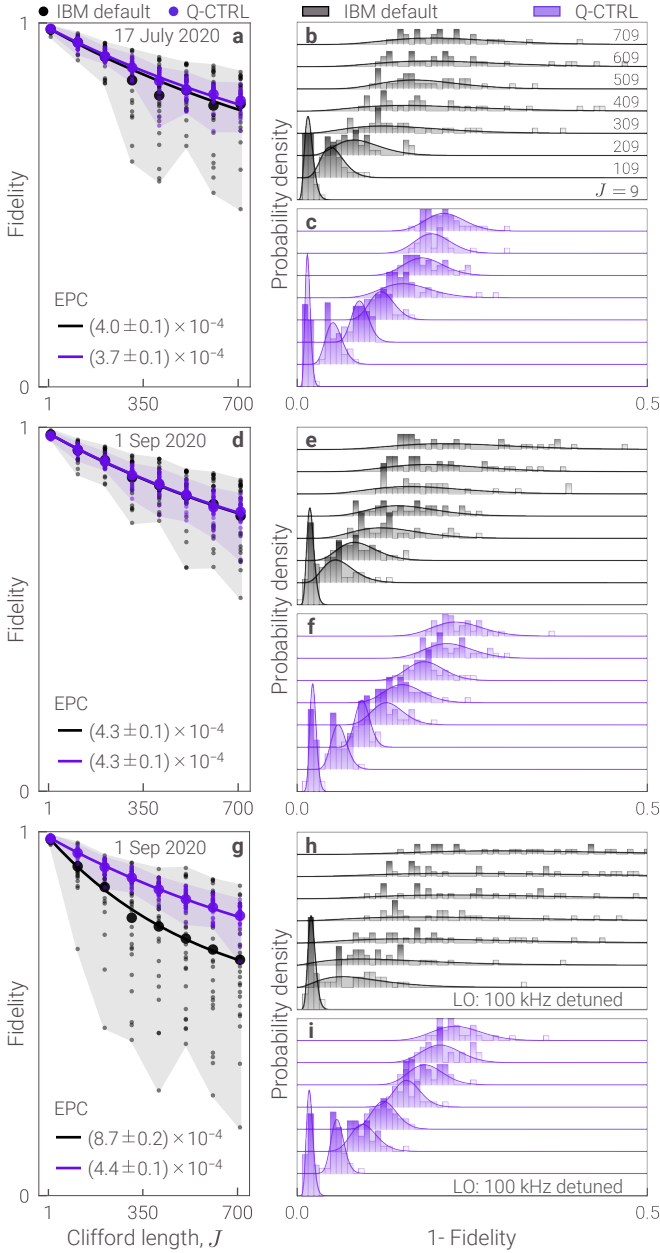 IBM default Q-CTRL
17 July 2020 a
1
Fidelity
EPC
(4.0 ± 0.1) × 10⁻⁴
(3.7 ± 0.1) × 10⁻⁴
0
1 350 700
IBM default Q-CTRL
b
709
609
509
409
309
209
109
J = 9
Probability density
c
0.0 0.5
1 Sep 2020 d
1
Fidelity
EPC
(4.3 ± 0.1) × 10⁻⁴
(4.3 ± 0.1) × 10⁻⁴
0
1 350 700
e
Probability density
f
0.0 0.5
1 Sep 2020 g
1
Fidelity
EPC
(8.7 ± 0.2) × 10⁻⁴
(4.4 ± 0.1) × 10⁻⁴
0
1 350 700
Clifford length, J
h
LO: 100 kHz detuned
Probability density
i
LO: 100 kHz detuned
0.0 0.5
1- Fidelity